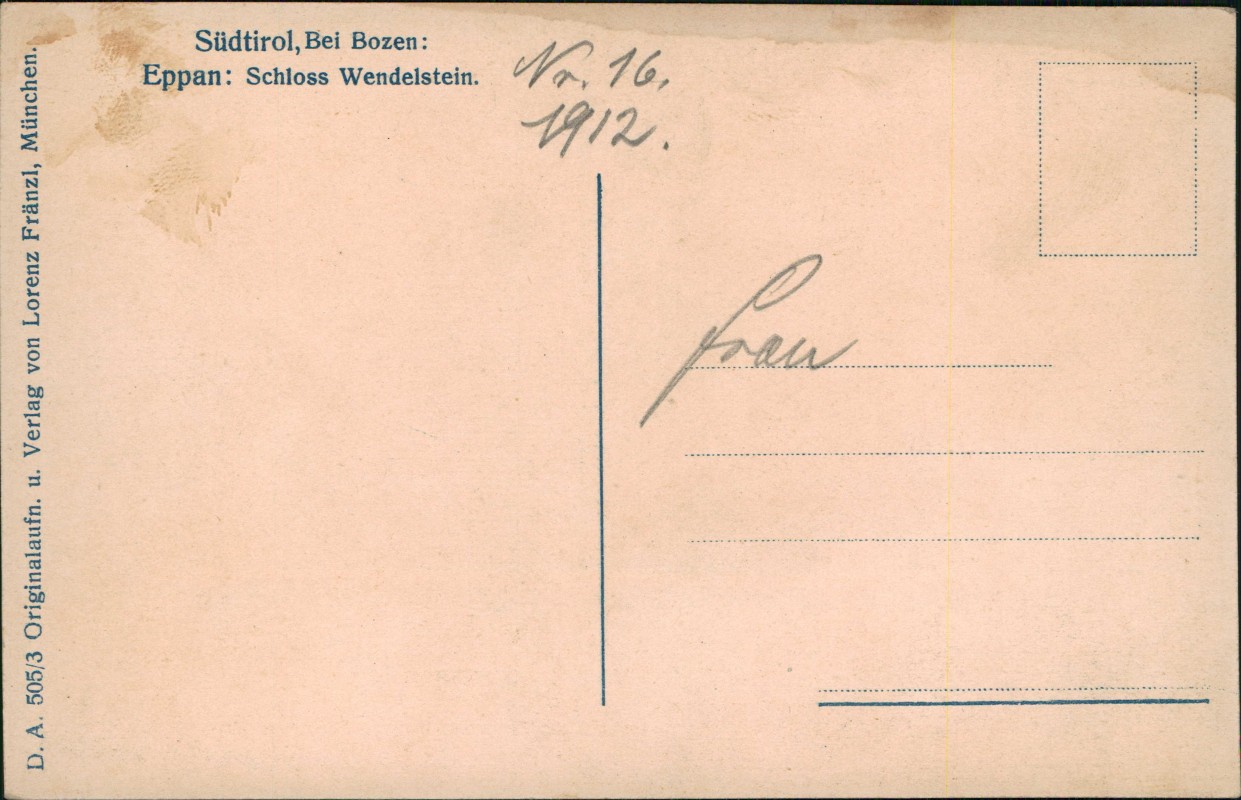 Südtirol, Bei Bozen:
Eppan: Schloss Wendelstein.
Nr. 16.
1912.
Frau
D. A. 505/3 Originalaufn. u. Verlag von Lorenz Fränzl, München.